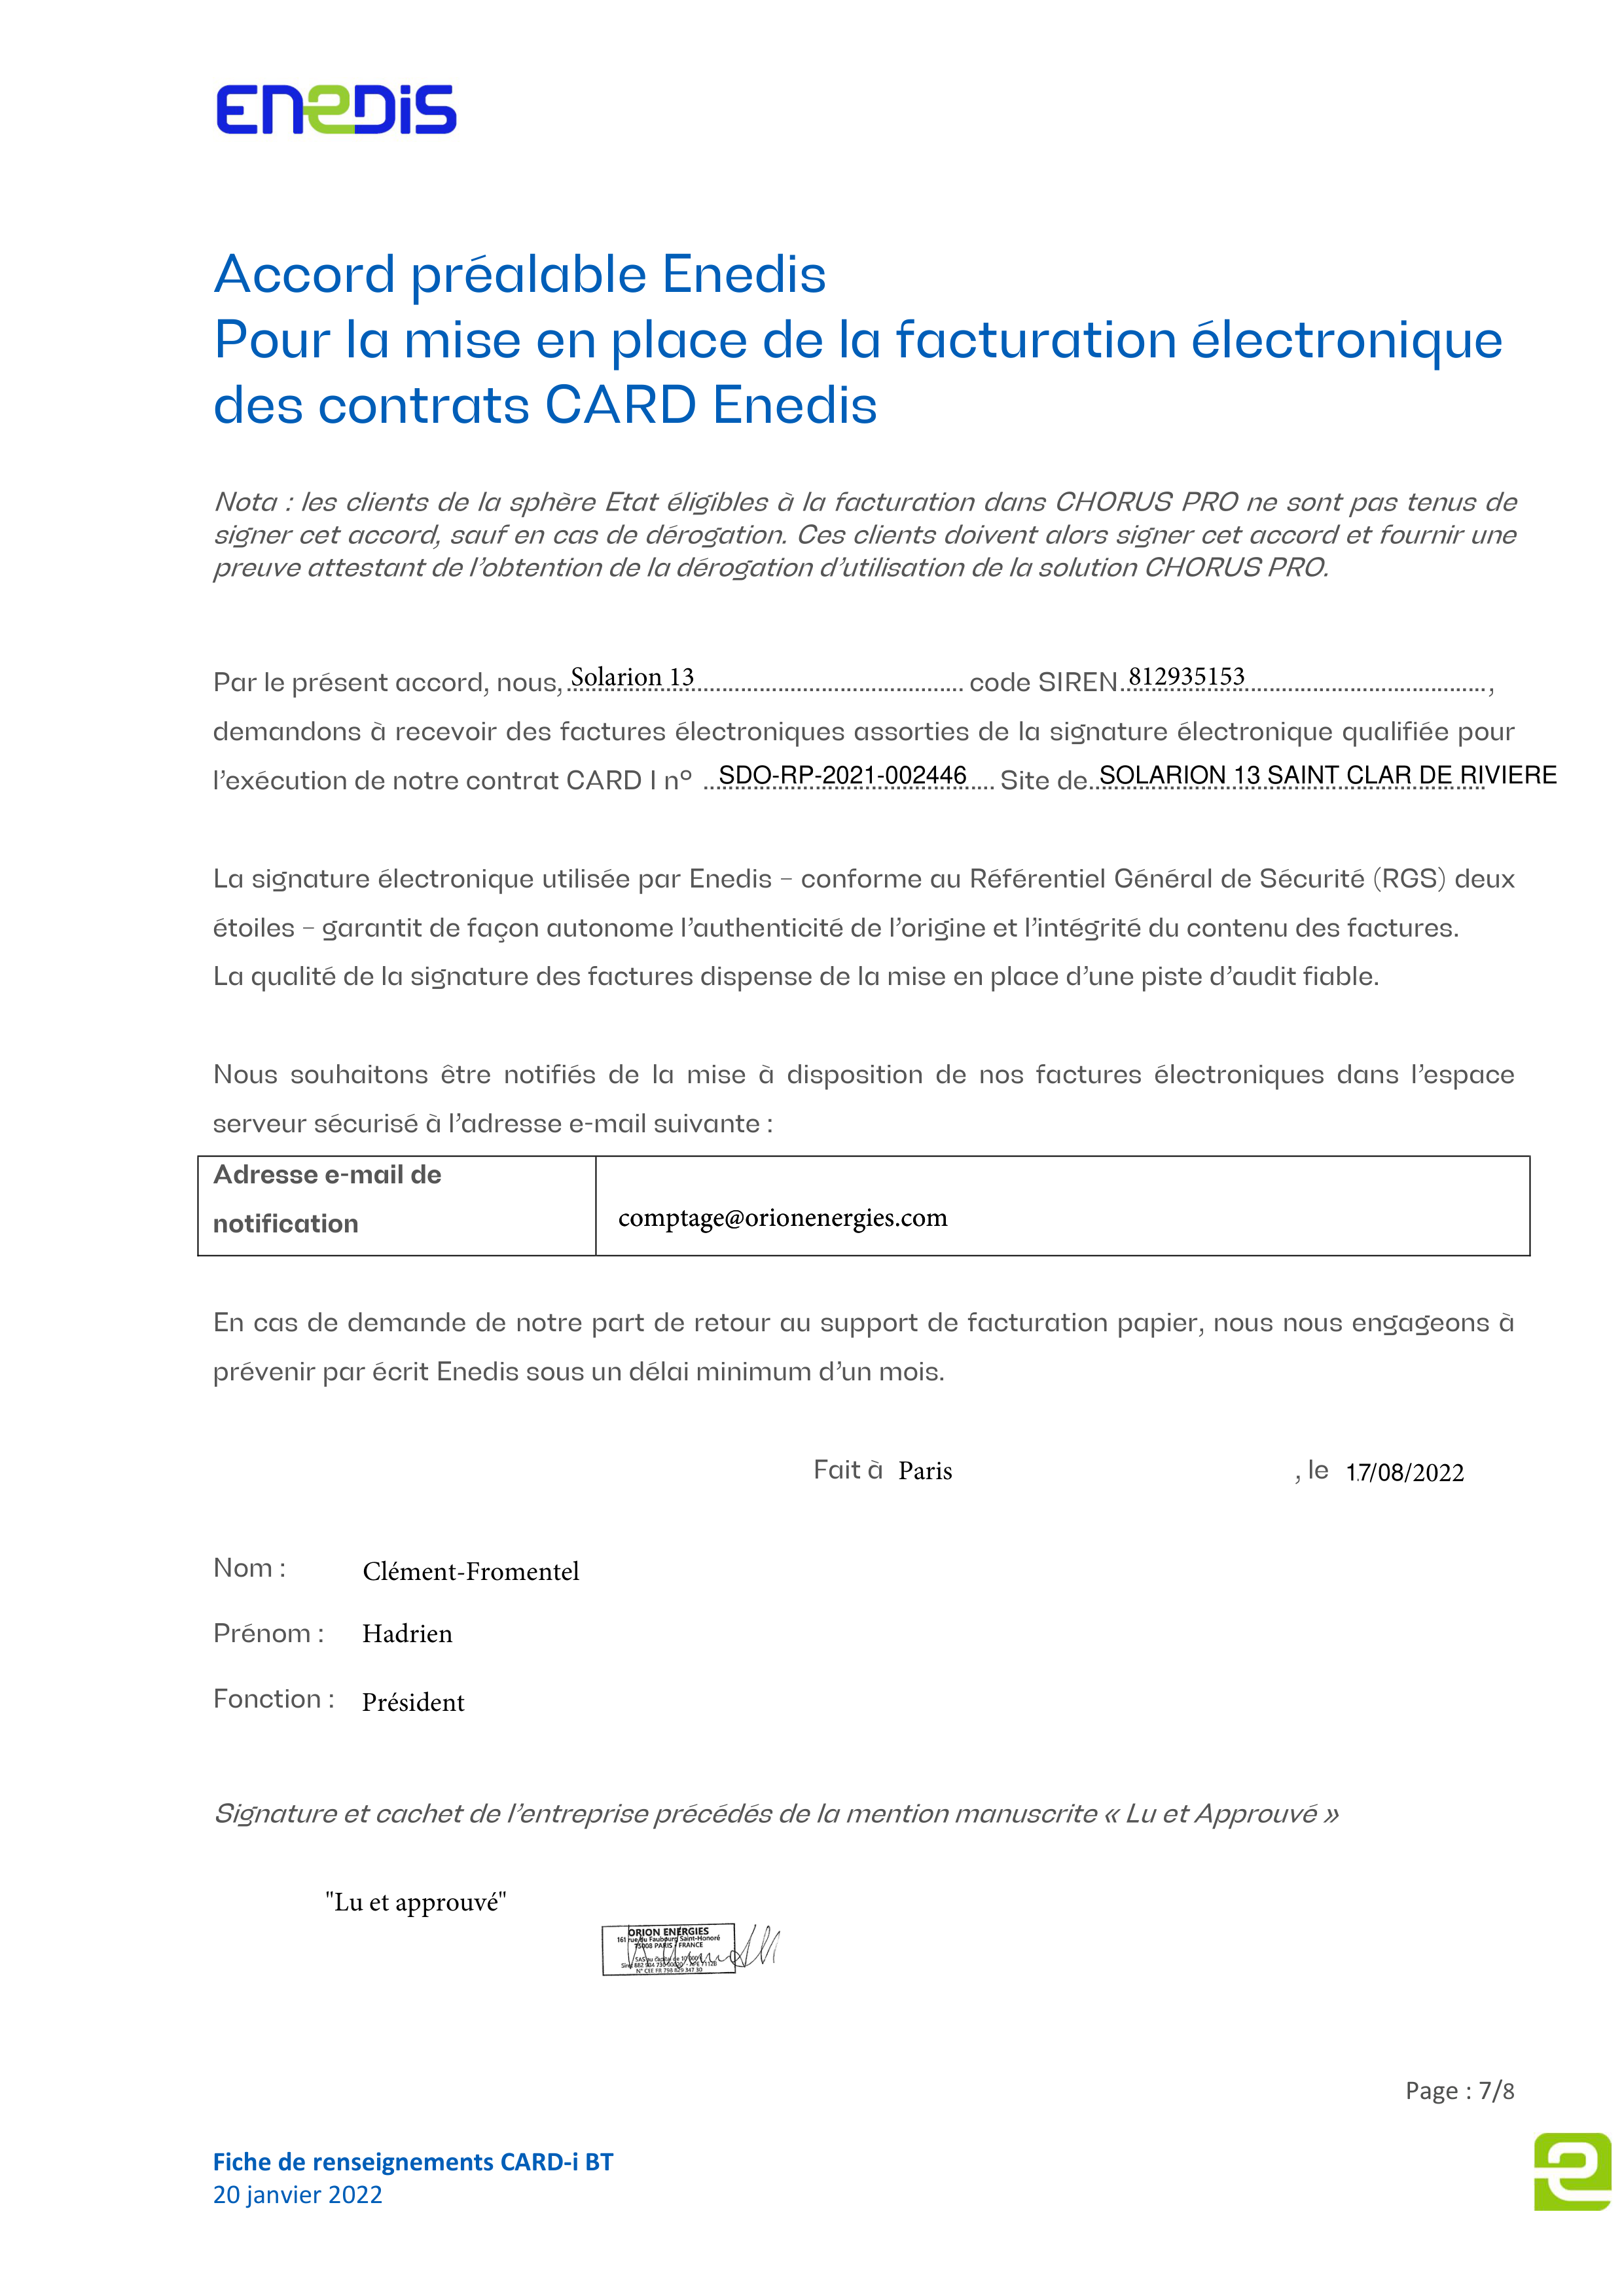 Enedis
Accord préalable Enedis
Pour la mise en place de la facturation électronique
des contrats CARD Enedis
Nota : les clients de la sphère Etat éligibles à la facturation dans CHORUS PRO ne sont pas tenus de
signer cet accord, sauf en cas de dérogation. Ces clients doivent alors signer cet accord et fournir une
preuve attestant de l’obtention de la dérogation d’utilisation de la solution CHORUS PRO.
Par le présent accord, nous, Solarion 13 code SIREN 812935153 ,
demandons à recevoir des factures électroniques assorties de la signature électronique qualifiée pour
l’exécution de notre contrat CARD I n° SDO-RP-2021-002446 Site de SOLARION 13 SAINT CLAR DE RIVIERE
La signature électronique utilisée par Enedis – conforme au Référentiel Général de Sécurité (RGS) deux
étoiles – garantit de façon autonome l’authenticité de l’origine et l’intégrité du contenu des factures.
La qualité de la signature des factures dispense de la mise en place d’une piste d’audit fiable.
Nous souhaitons être notifiés de la mise à disposition de nos factures électroniques dans l’espace
serveur sécurisé à l’adresse e-mail suivante :
Adresse e-mail de
notification
comptage@orionenergies.com
En cas de demande de notre part de retour au support de facturation papier, nous nous engageons à
prévenir par écrit Enedis sous un délai minimum d’un mois.
Fait à Paris , le 17/08/2022
Nom : Clément-Fromentel
Prénom : Hadrien
Fonction : Président
Signature et cachet de l’entreprise précédés de la mention manuscrite « Lu et Approuvé »
"Lu et approuvé"
ORION ENERGIES
161 rue du Faubourg Saint-Honoré
75008 PARIS / FRANCE
Page : 7/8
Fiche de renseignements CARD-i BT
20 janvier 2022